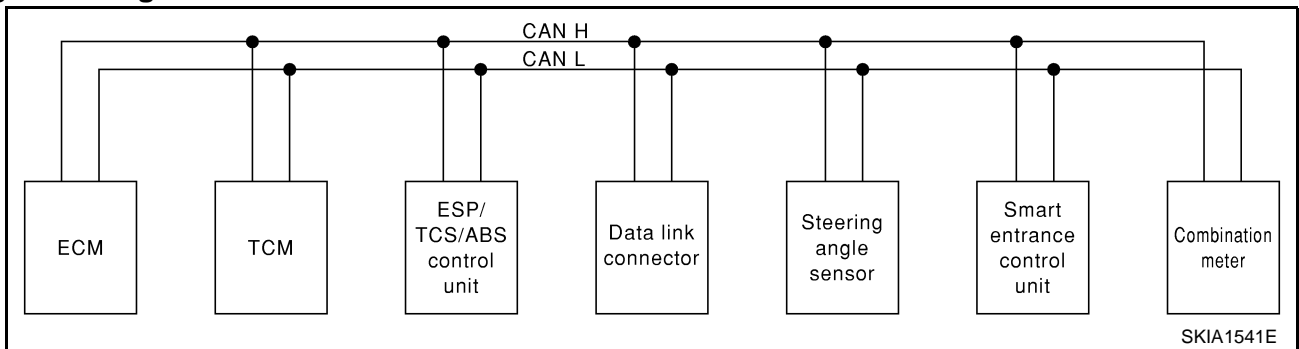 CAN H
CAN L
ECM
TCM
ESP/
TCS/ABS
control
unit
Data link
connector
Steering
angle
sensor
Smart
entrance
control
unit
Combination
meter
SKIA1541E